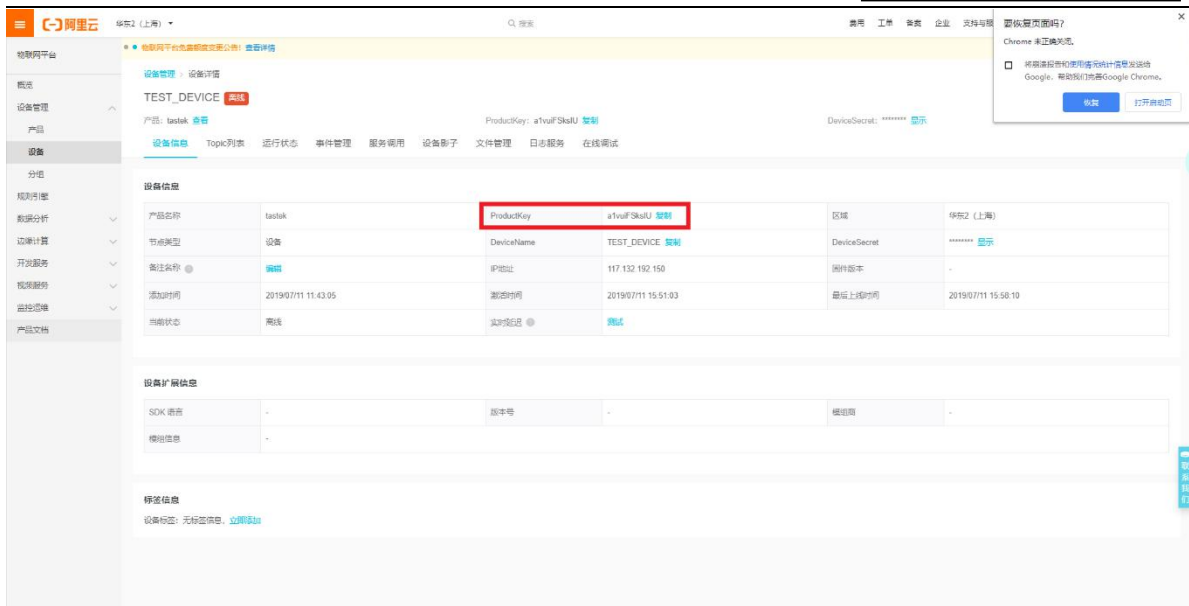 阿里云 华东2（上海） 搜索 费用 工单 备案 企业 支持与服
要恢复页面吗？
Chrome 未正确关闭。
将崩溃报告和使用情况统计信息发送给
Google，帮助我们完善Google Chrome。
恢复 打开启动页
物联网平台
概览
设备管理
产品
设备
分组
规则引擎
数据分析
边缘计算
开发服务
视频服务
监控运维
产品文档
物联网平台免费额度变更公告！查看详情
设备管理 > 设备详情
TEST_DEVICE 离线
产品：tastek 查看 ProductKey：a1vuiFSksIU 复制 DeviceSecret：******** 显示
设备信息 Topic列表 运行状态 事件管理 服务调用 设备影子 文件管理 日志服务 在线调试
设备信息
产品名称 tastek ProductKey a1vuiFSksIU 复制 区域 华东2（上海）
节点类型 设备 DeviceName TEST_DEVICE 复制 DeviceSecret ******** 显示
备注名称 编辑 IP地址 117.132.192.150 固件版本 -
添加时间 2019/07/11 11:43:05 激活时间 2019/07/11 15:51:03 最后上线时间 2019/07/11 15:58:10
当前状态 离线 实时延迟 测试
设备扩展信息
SDK 语言 - 版本号 - 模组商 -
模组信息 -
标签信息
设备标签：无标签信息，立即添加
联系我们